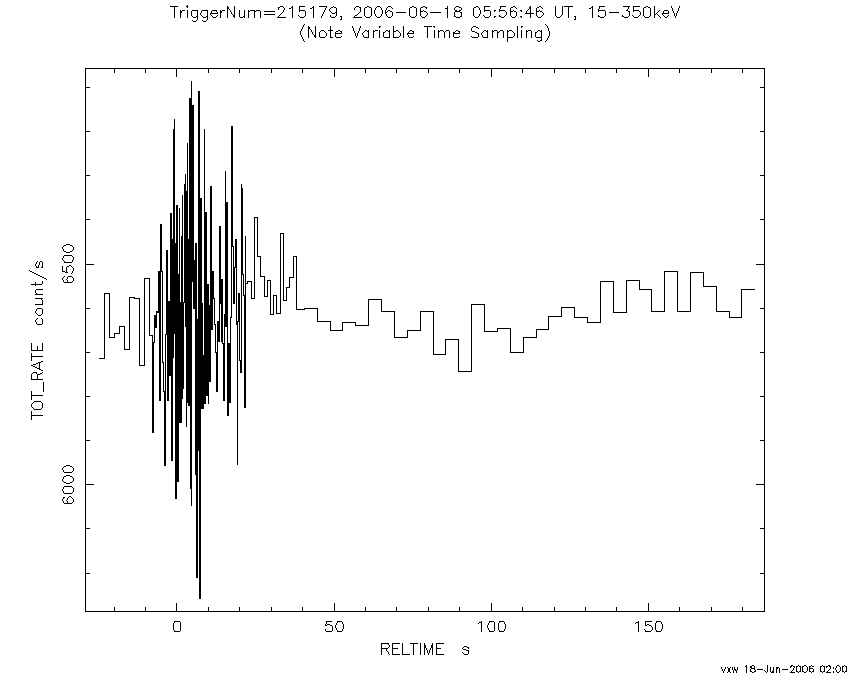 TriggerNum=215179, 2006-06-18 05:56:46 UT, 15-350keV
(Note Variable Time Sampling)
TOT_RATE count/s
6500
6000
0 50 100 150
RELTIME s
vxw 18-Jun-2006 02:00